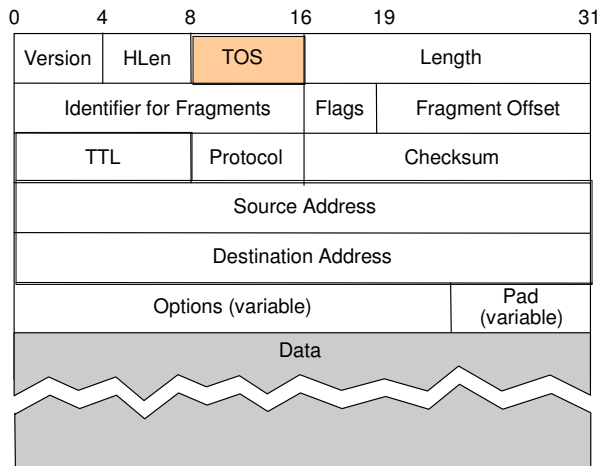 0 4 8 16 19 31
Version HLen TOS Length
Identifier for Fragments Flags Fragment Offset
TTL Protocol Checksum
Source Address
Destination Address
Options (variable) Pad
(variable)
Data